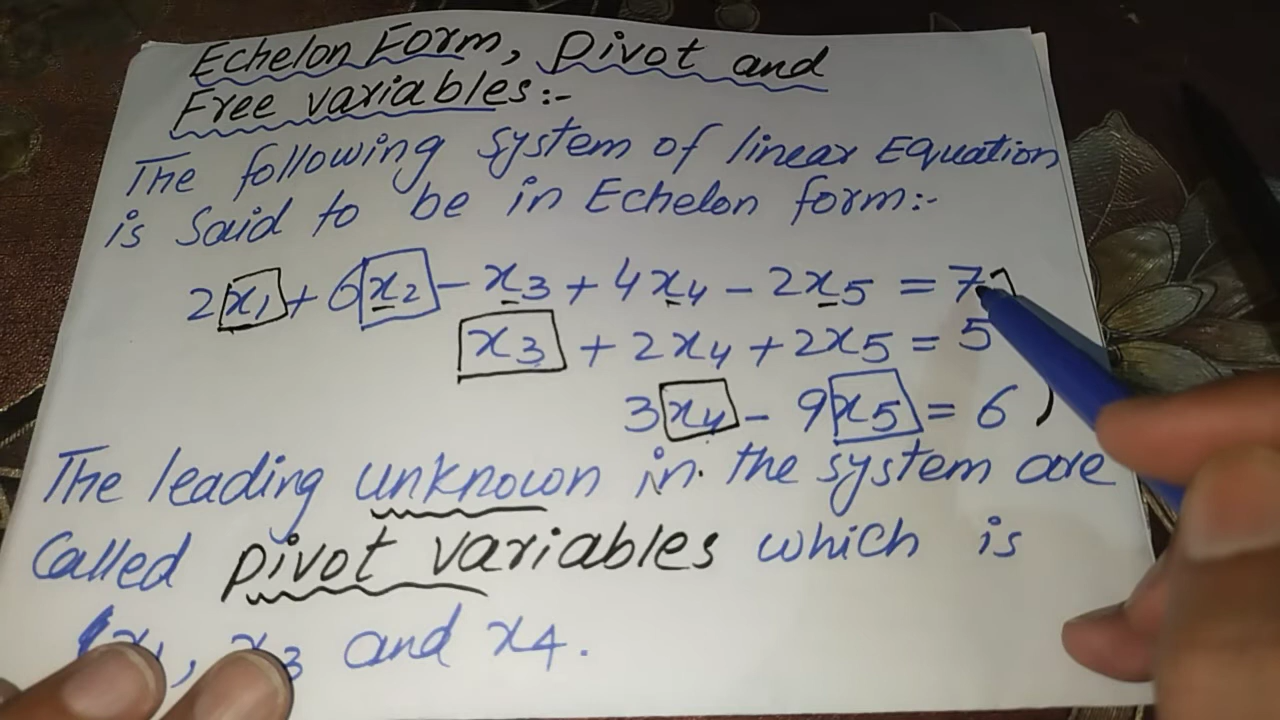 Echelon Form, Pivot and
Free variables:-
The following system of linear Equation
is Said to be in Echelon form:-
2x1 + 6x2 - x3 + 4x4 - 2x5 = 7
x3 + 2x4 + 2x5 = 5
3x4 - 9x5 = 6
The leading unknown in the system are
Called pivot variables which is
x1, x3 and x4.